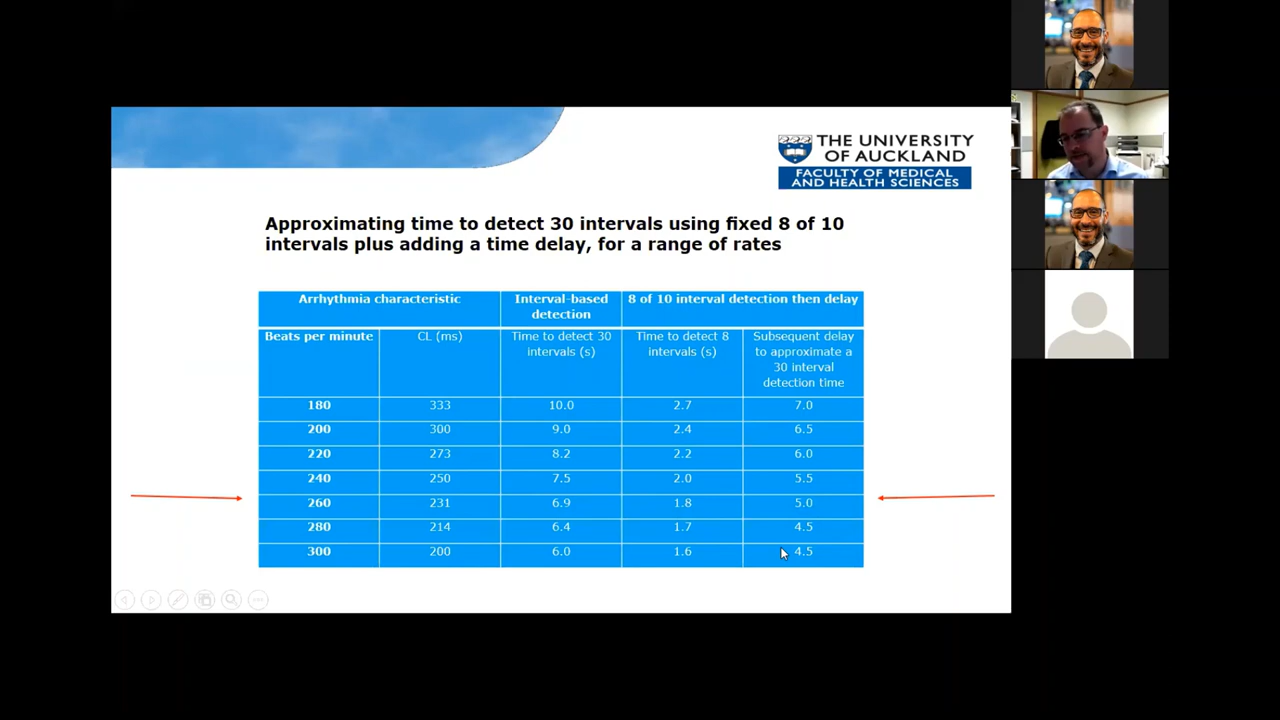 THE UNIVERSITY
OF AUCKLAND
FACULTY OF MEDICAL
AND HEALTH SCIENCES
Approximating time to detect 30 intervals using fixed 8 of 10
intervals plus adding a time delay, for a range of rates
Arrhythmia characteristic
Interval-based
detection
8 of 10 interval detection then delay
Beats per minute
CL (ms)
Time to detect 30
intervals (s)
Time to detect 8
intervals (s)
Subsequent delay
to approximate a
30 interval
detection time
180 333 10.0 2.7 7.0
200 300 9.0 2.4 6.5
220 273 8.2 2.2 6.0
240 250 7.5 2.0 5.5
260 231 6.9 1.8 5.0
280 214 6.4 1.7 4.5
300 200 6.0 1.6 4.5